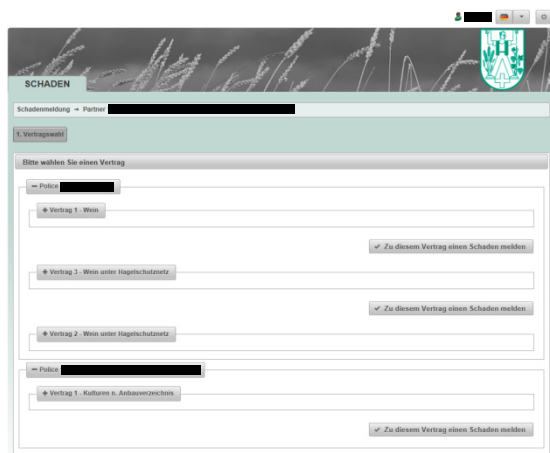 SCHADEN
Schadenmeldung → Partner
1. Vertragswahl
Bitte wählen Sie einen Vertrag
Police
Vertrag 1 - Wein
Zu diesem Vertrag einen Schaden melden
Vertrag 3 - Wein unter Hagelschutznetz
Zu diesem Vertrag einen Schaden melden
Vertrag 2 - Wein unter Hagelschutznetz
Police
Vertrag 1 - Kulturen n. Anbauverzeichnis
Zu diesem Vertrag einen Schaden melden